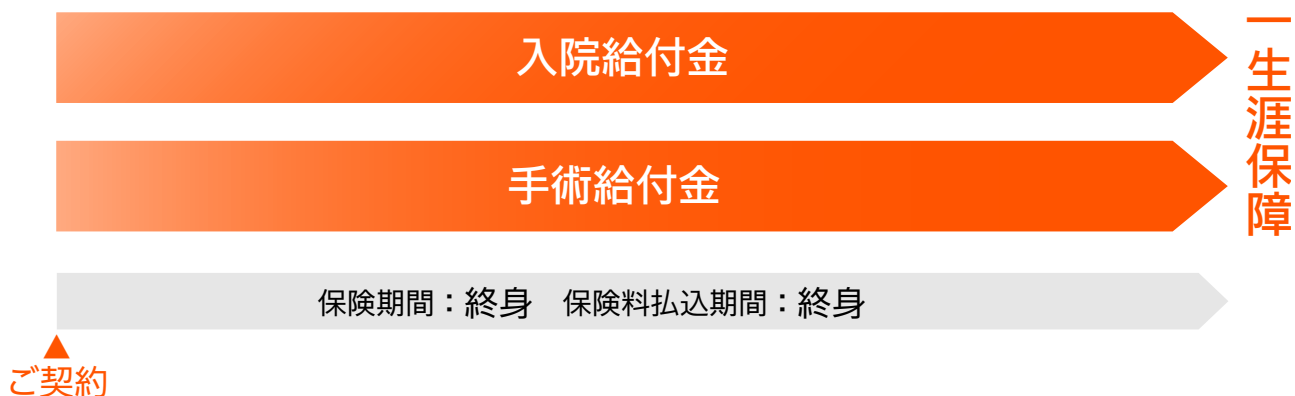 入院給付金
手術給付金
一生涯保障
保険期間：終身　保険料払込期間：終身
ご契約